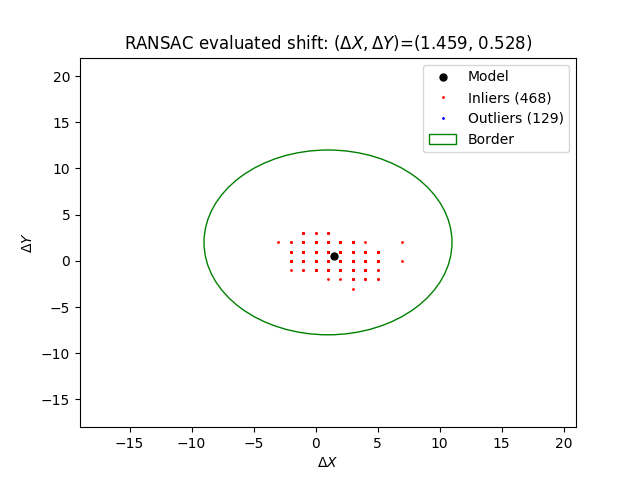 RANSAC evaluated shift: (ΔX, ΔY)=(1.459, 0.528)
Model
Inliers (468)
Outliers (129)
Border
20
15
10
5
0
−5
−10
−15
ΔY
−15 −10 −5 0 5 10 15 20
ΔX